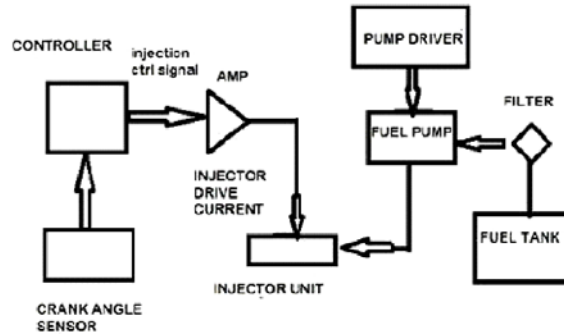 CONTROLLER
injection
ctrl signal
AMP
PUMP DRIVER
FILTER
FUEL PUMP
INJECTOR
DRIVE
CURRENT
FUEL TANK
INJECTOR UNIT
CRANK ANGLE
SENSOR